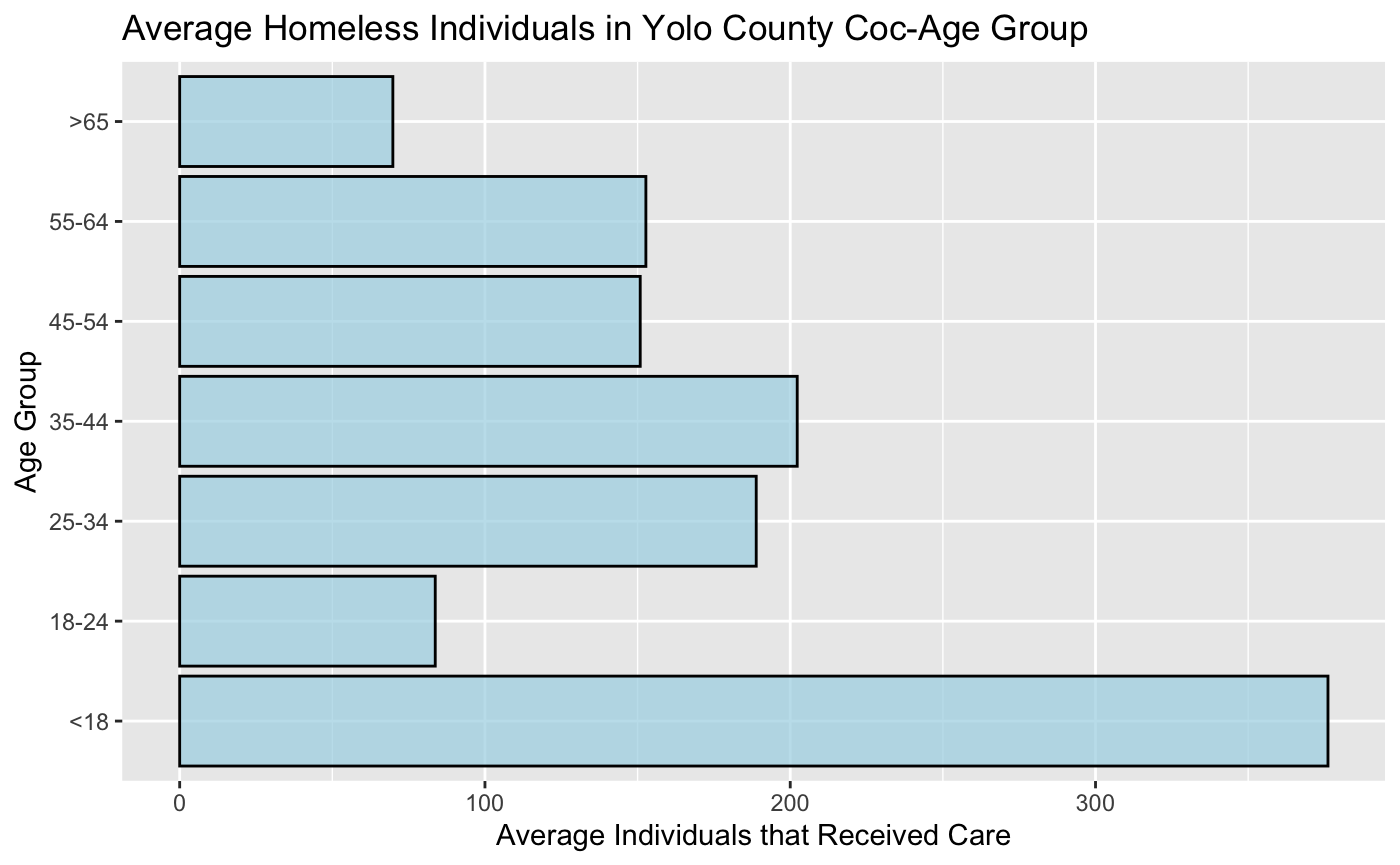 Average Homeless Individuals in Yolo County Coc-Age Group
>65
55-64
45-54
35-44
25-34
18-24
<18
Age Group
0 100 200 300
Average Individuals that Received Care